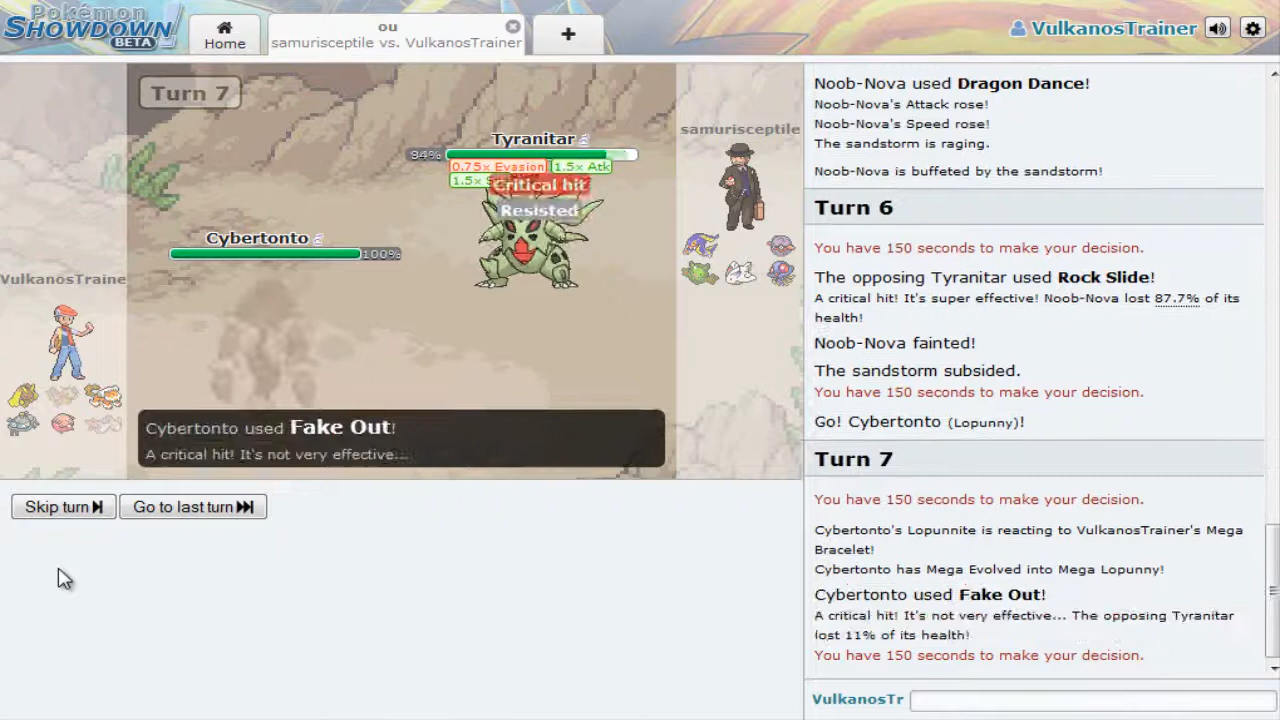 Pokémon
SHOWDOWN
BETA
Home
ou
samurisceptile vs. VulkanosTrainer
+
VulkanosTrainer
Turn 7
Tyranitar
94%
0.75× Evasion 1.5× Atk
1.5×
Critical hit
Resisted
Cybertonto
100%
samurisceptile
VulkanosTraine
Cybertonto used Fake Out!
A critical hit! It's not very effective...
Skip turn
Go to last turn
Noob-Nova used Dragon Dance!
Noob-Nova's Attack rose!
Noob-Nova's Speed rose!
The sandstorm is raging.
Noob-Nova is buffeted by the sandstorm!
Turn 6
You have 150 seconds to make your decision.
The opposing Tyranitar used Rock Slide!
A critical hit! It's super effective! Noob-Nova lost 87.7% of its
health!
Noob-Nova fainted!
The sandstorm subsided.
You have 150 seconds to make your decision.
Go! Cybertonto (Lopunny)!
Turn 7
You have 150 seconds to make your decision.
Cybertonto's Lopunnite is reacting to VulkanosTrainer's Mega
Bracelet!
Cybertonto has Mega Evolved into Mega Lopunny!
Cybertonto used Fake Out!
A critical hit! It's not very effective... The opposing Tyranitar
lost 11% of its health!
You have 150 seconds to make your decision.
VulkanosTr